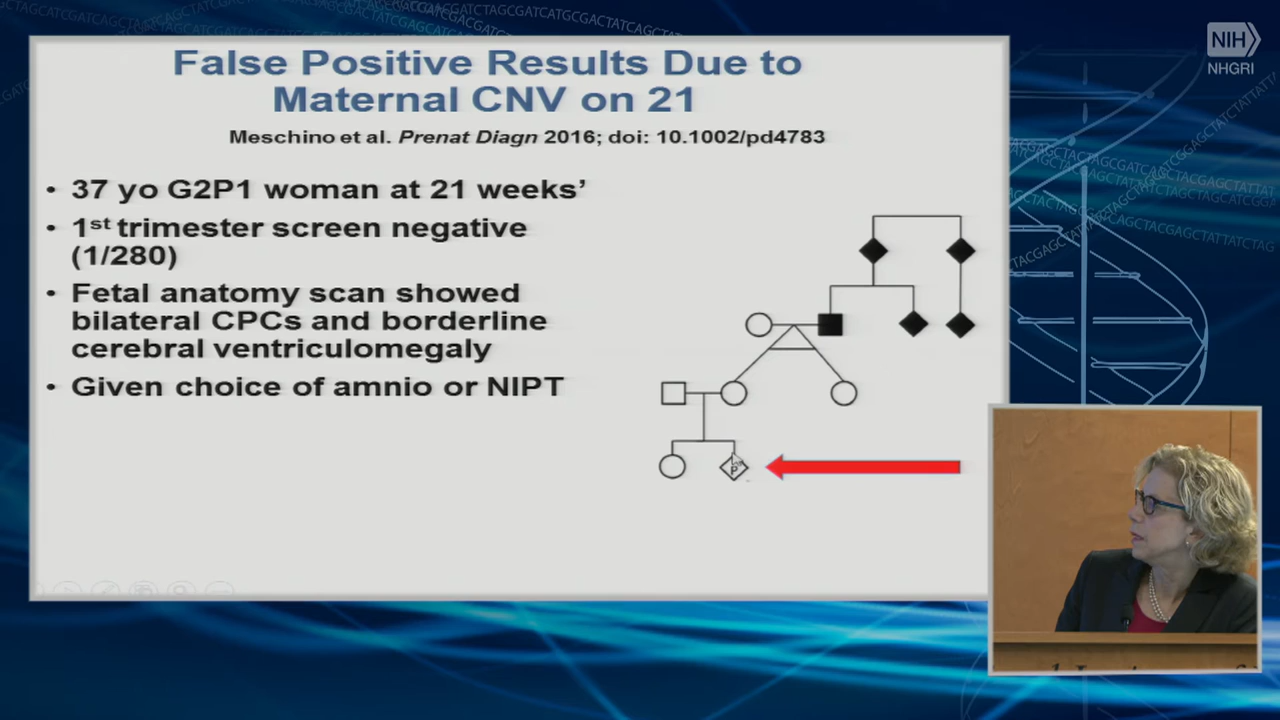 False Positive Results Due to
Maternal CNV on 21
Meschino et al. Prenat Diagn 2016; doi: 10.1002/pd4783
• 37 yo G2P1 woman at 21 weeks’
• 1st trimester screen negative
(1/280)
• Fetal anatomy scan showed
bilateral CPCs and borderline
cerebral ventriculomegaly
• Given choice of amnio or NIPT
P
NIH
NHGRI